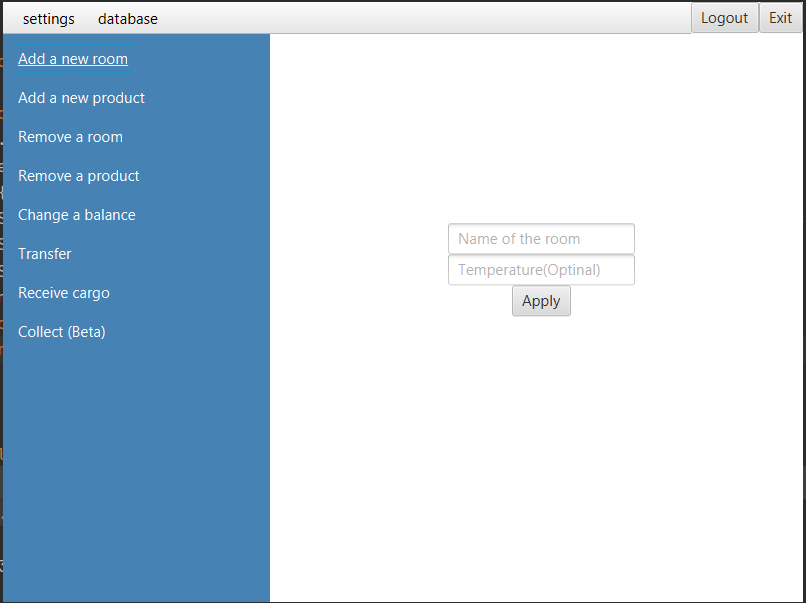 settings database Logout Exit
Add a new room
Add a new product
Remove a room
Remove a product
Change a balance
Transfer
Receive cargo
Collect (Beta)
Name of the room
Temperature(Optinal)
Apply